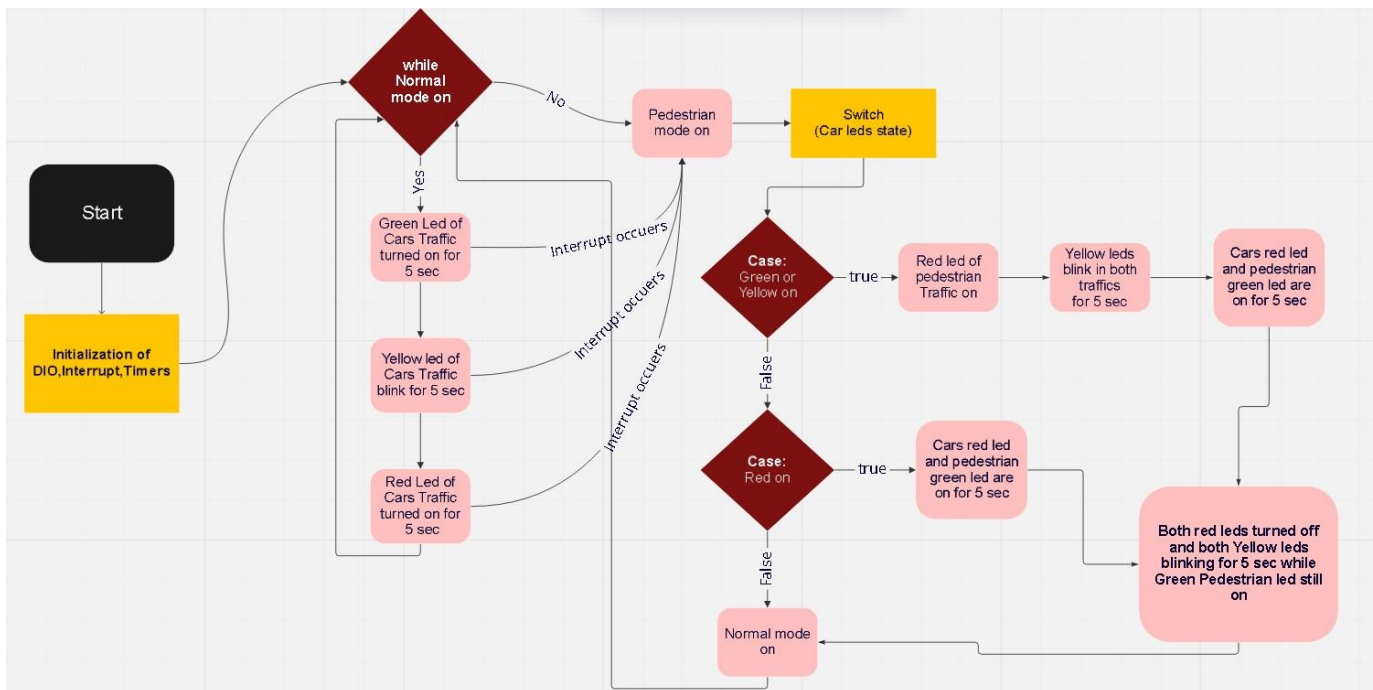 Start
Initialization of
DIO,Interrupt,Timers
while
Normal
mode on
No
Yes
Green Led of
Cars Traffic
turned on for
5 sec
Interrupt occuers
Yellow led of
Cars Traffic
blink for 5 sec
Interrupt occuers
Red Led of
Cars Traffic
turned on for
5 sec
Interrupt occuers
Pedestrian
mode on
Switch
(Car leds state)
Case:
Green or
Yellow on
true
Red led of
pedestrian
Traffic on
Yellow leds
blink in both
traffics
for 5 sec
Cars red led
and pedestrian
green led are
on for 5 sec
False
Case:
Red on
true
Cars red led
and pedestrian
green led are
on for 5 sec
Both red leds turned off
and both Yellow leds
blinking for 5 sec while
Green Pedestrian led still
on
False
Normal mode
on